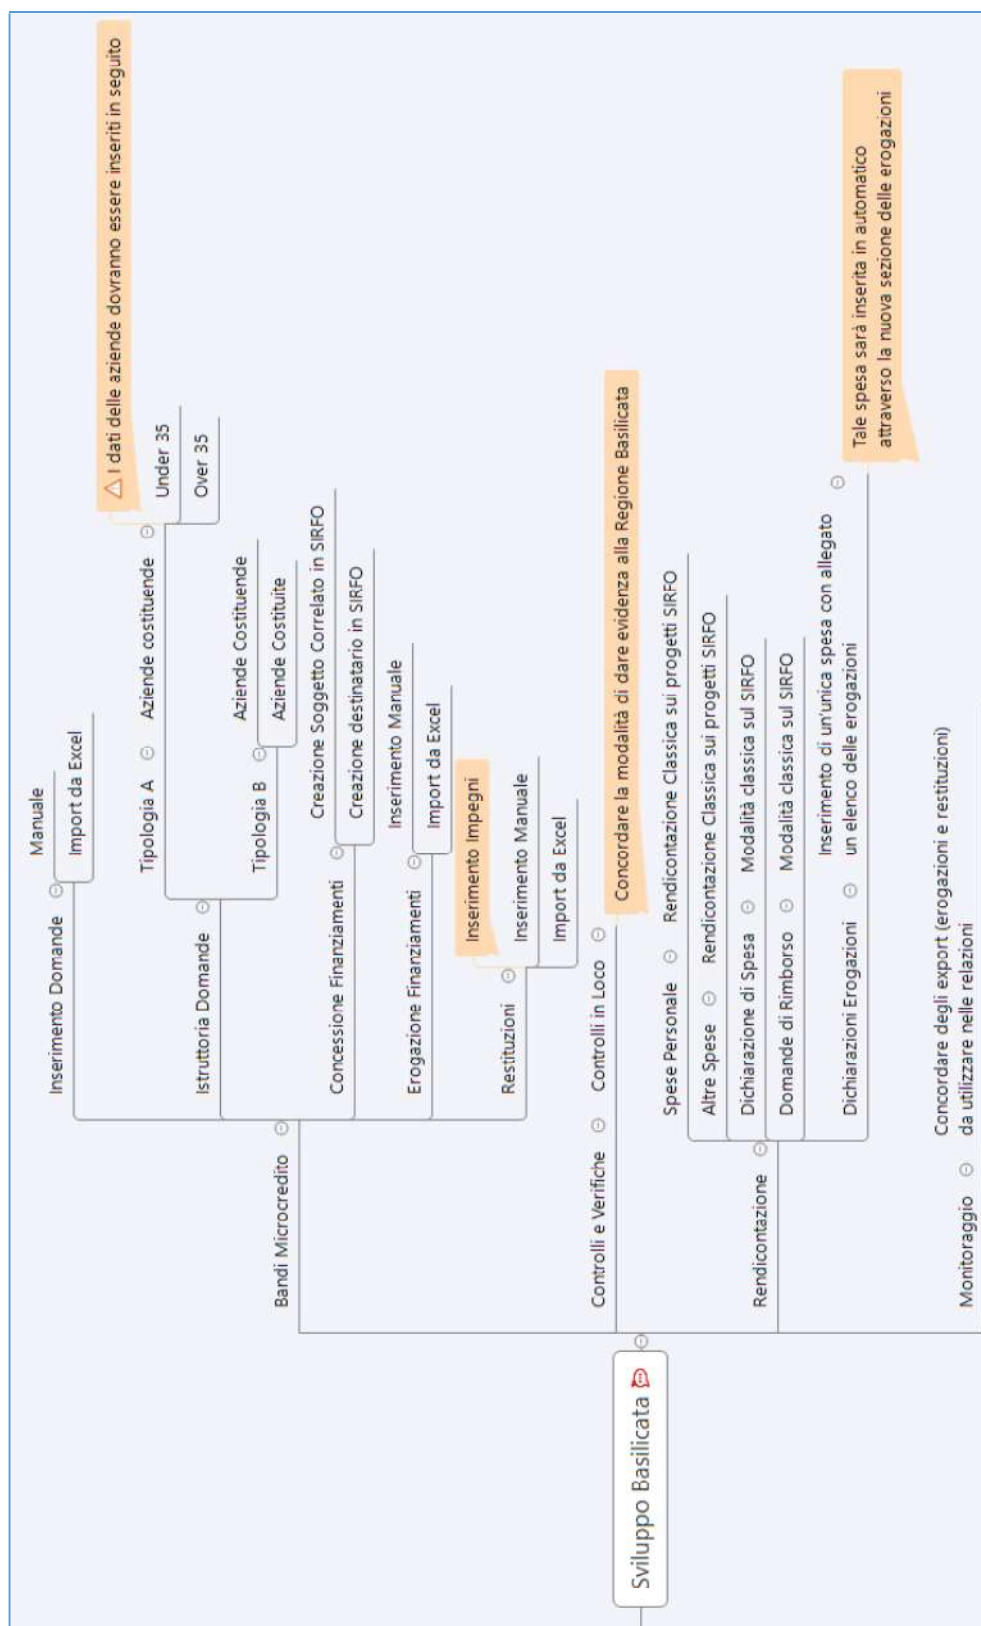 Sviluppo Basilicata
Bandi Microcredito
Inserimento Domande
Manuale
Import da Excel
Istruttoria Domande
Tipologia A
Aziende costituende
I dati delle aziende dovranno essere inseriti in seguito
Under 35
Over 35
Tipologia B
Aziende Costituende
Aziende Costituite
Concessione Finanziamenti
Creazione Soggetto Correlato in SIRFO
Creazione destinatario in SIRFO
Erogazione Finanziamenti
Inserimento Manuale
Import da Excel
Restituzioni
Inserimento Impegni
Inserimento Manuale
Import da Excel
Controlli e Verifiche
Controlli in Loco
Concordare la modalità di dare evidenza alla Regione Basilicata
Rendicontazione
Spese Personale
Rendicontazione Classica sui progetti SIRFO
Altre Spese
Rendicontazione Classica sui progetti SIRFO
Dichiarazione di Spesa
Modalità classica sul SIRFO
Domande di Rimborso
Modalità classica sul SIRFO
Dichiarazioni Erogazioni
Inserimento di un'unica spesa con allegato
un elenco delle erogazioni
Tale spesa sarà inserita in automatico
attraverso la nuova sezione delle erogazioni
Monitoraggio
Concordare degli export (erogazioni e restituzioni)
da utilizzare nelle relazioni